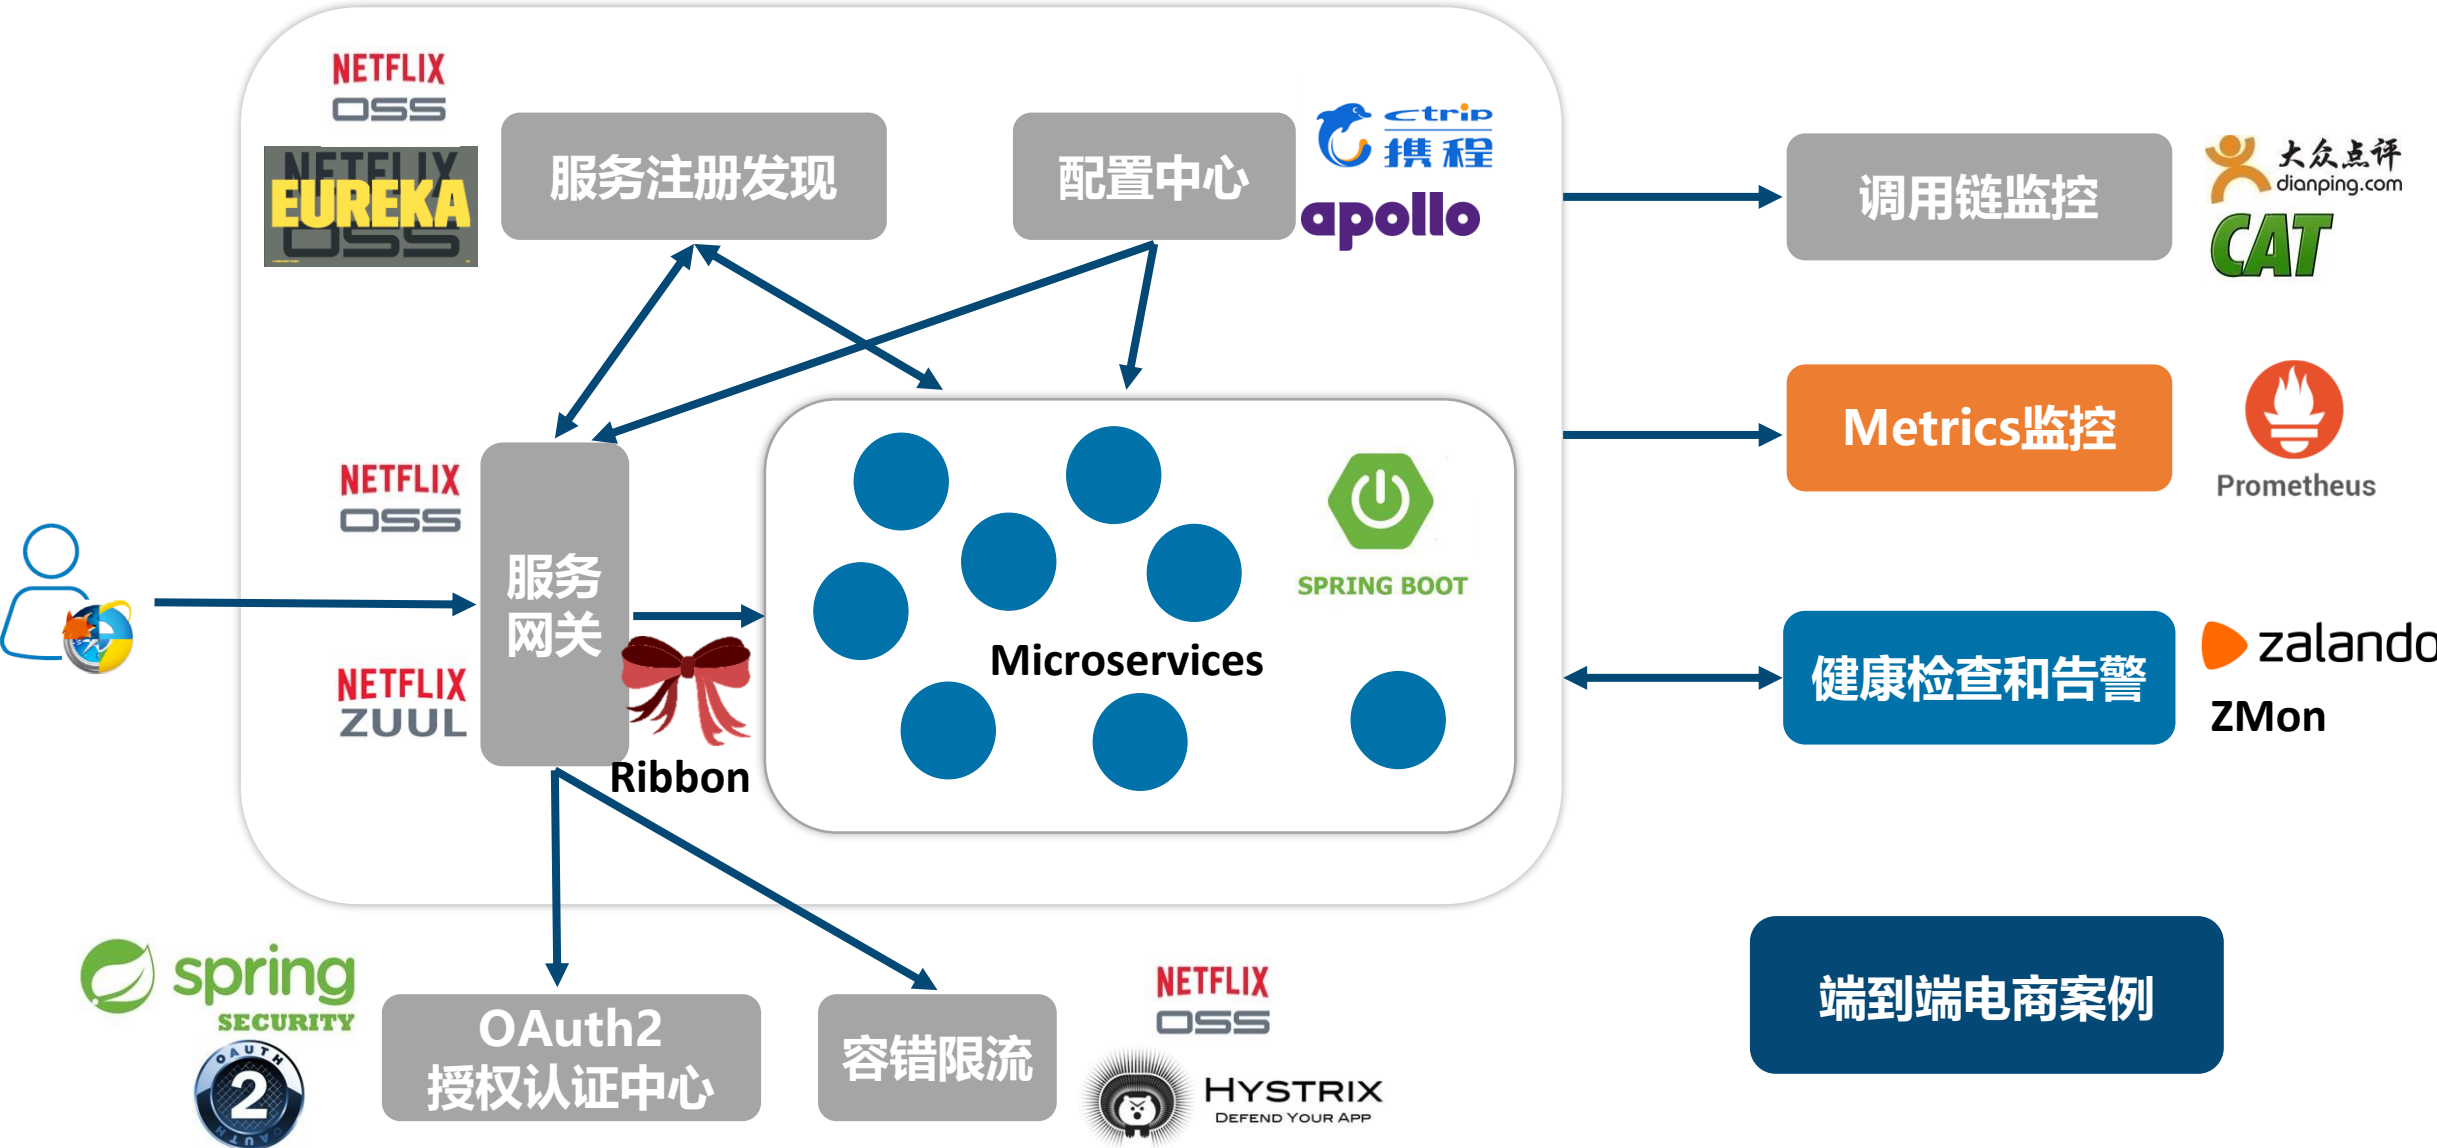 NETFLIX
OSS
NETFLIX
EUREKA
OSS
服务注册发现
配置中心
Ctrip
携程
apollo
调用链监控
大众点评
dianping.com
CAT
Metrics监控
Prometheus
NETFLIX
OSS
服务
网关
NETFLIX
ZUUL
Ribbon
SPRING BOOT
Microservices
健康检查和告警
zalando
ZMon
spring
SECURITY
OAUTH
2
OAUTH
OAuth2
授权认证中心
容错限流
NETFLIX
OSS
HYSTRIX
DEFEND YOUR APP
端到端电商案例